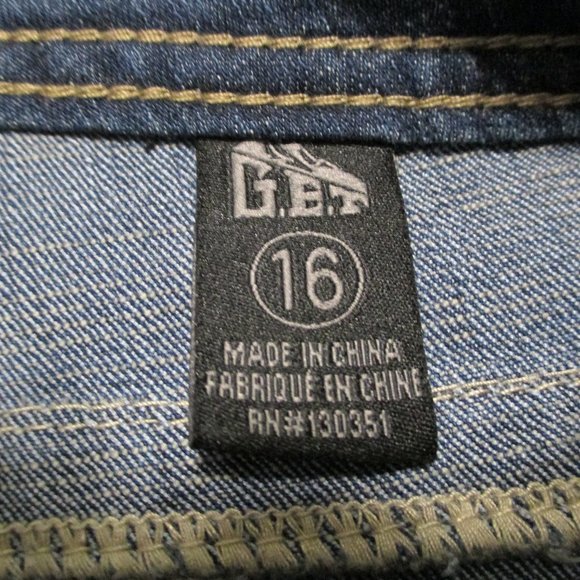 G.E.T
16
MADE IN CHINA
FABRIQUÉ EN CHINE
RN#130351